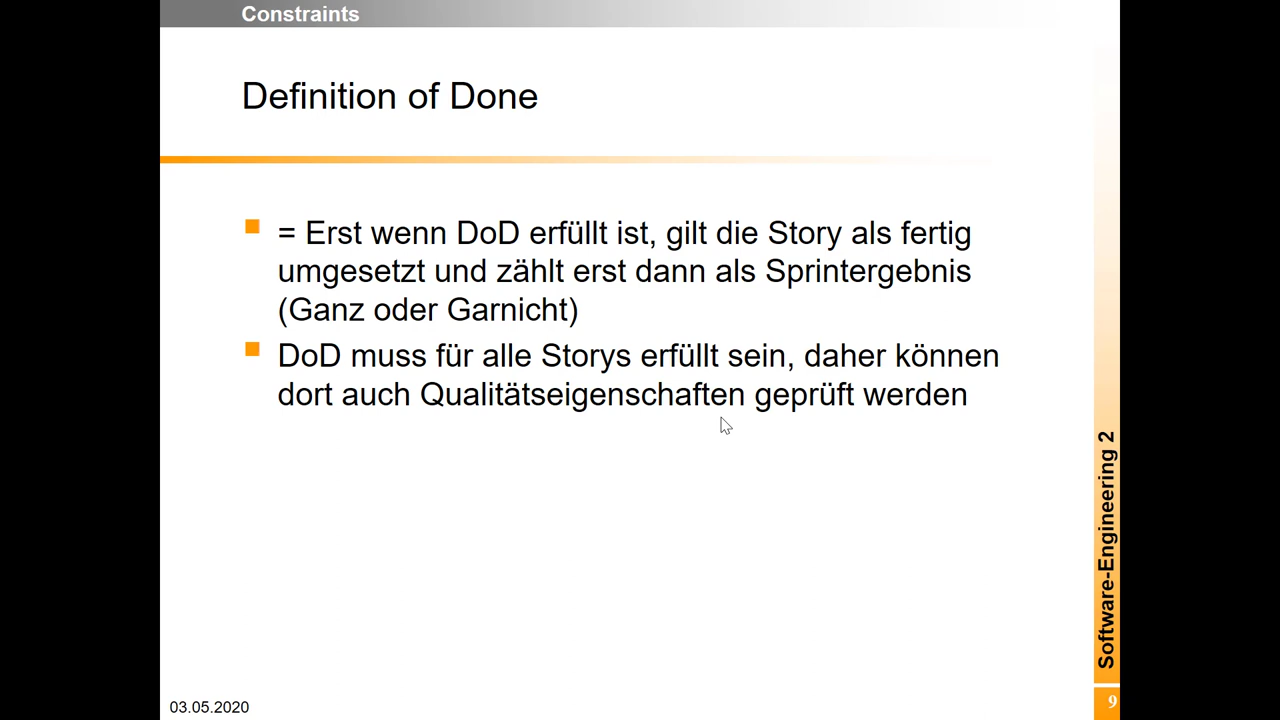 Constraints
Definition of Done
= Erst wenn DoD erfüllt ist, gilt die Story als fertig
umgesetzt und zählt erst dann als Sprintergebnis
(Ganz oder Garnicht)
DoD muss für alle Storys erfüllt sein, daher können
dort auch Qualitätseigenschaften geprüft werden
Software-Engineering 2
03.05.2020
9